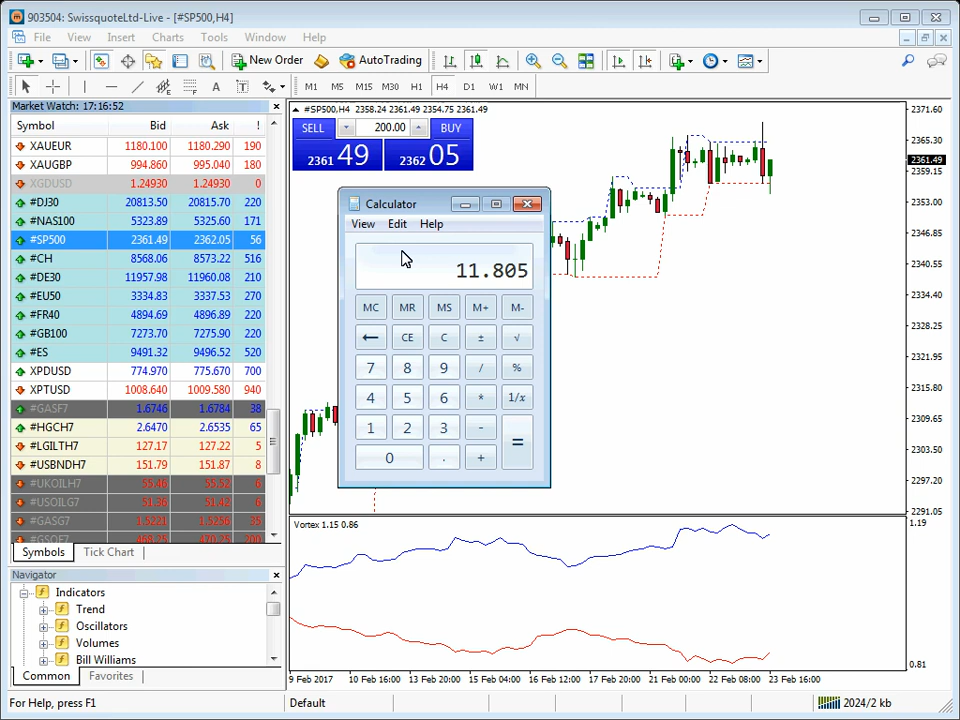 903504: SwissquoteLtd-Live - [#SP500,H4]
File View Insert Charts Tools Window Help
New Order AutoTrading
A T M1 M5 M15 M30 H1 H4 D1 W1 MN
Market Watch: 17:16:52
Symbol Bid Ask !
XAUEUR 1180.100 1180.290 190
XAUGBP 994.860 995.040 180
XGDUSD 1.24930 1.24930 0
#DJ30 20813.50 20815.70 220
#NAS100 5323.89 5325.60 171
#SP500 2361.49 2362.05 56
#CH 8568.06 8573.22 516
#DE30 11957.98 11960.08 210
#EU50 3334.83 3337.53 270
#FR40 4894.69 4896.89 220
#GB100 7273.70 7275.90 220
#ES 9491.32 9496.52 520
XPDUSD 774.970 775.670 700
XPTUSD 1008.640 1009.580 940
#GASF7 1.6746 1.6784 38
#HGCH7 2.6470 2.6535 65
#LGILTH7 127.17 127.22 5
#USBNDH7 151.79 151.87 8
#UKOILH7 55.46 55.52 6
#USOILG7 51.36 51.42 6
#GASG7 1.5221 1.5256 35
#GSOF7 468.25 470.25 200
Symbols Tick Chart
Navigator
Indicators
Trend
Oscillators
Volumes
Bill Williams
Common Favorites
For Help, press F1
Default
2024/2 kb
#SP500,H4 2358.24 2361.49 2354.75 2361.49
SELL 200.00 BUY
2361 49 2362 05
Calculator
View Edit Help
11.805
MC MR MS M+ M-
← CE C ± √
7 8 9 / %
4 5 6 * 1/x
1 2 3 - =
0 . +
2371.60
2365.30
2361.49
2359.15
2353.00
2346.85
2340.55
2334.40
2328.25
2321.95
2315.80
2309.65
2303.50
2297.20
2291.05
Vortex 1.15 0.86
1.19
0.81
9 Feb 2017 10 Feb 16:00 13 Feb 20:00 15 Feb 04:00 16 Feb 12:00 17 Feb 20:00 21 Feb 00:00 22 Feb 08:00 23 Feb 16:00